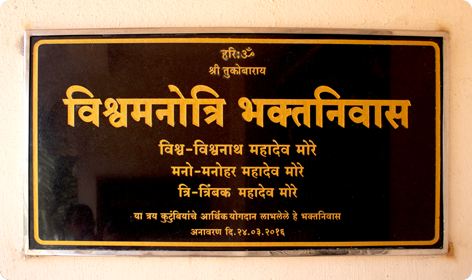 हरिःॐ
श्री तुकोबाराय
विश्वमनोत्रि भक्तनिवास
विश्व-विश्वनाथ महादेव मोरे
मनो-मनोहर महादेव मोरे
त्रि-त्रिंबक महादेव मोरे
या त्रय कुटुंबियांचे आर्थिक योगदान लाभलेले हे भक्तनिवास
अनावरण दि.२४.०३.२०१६